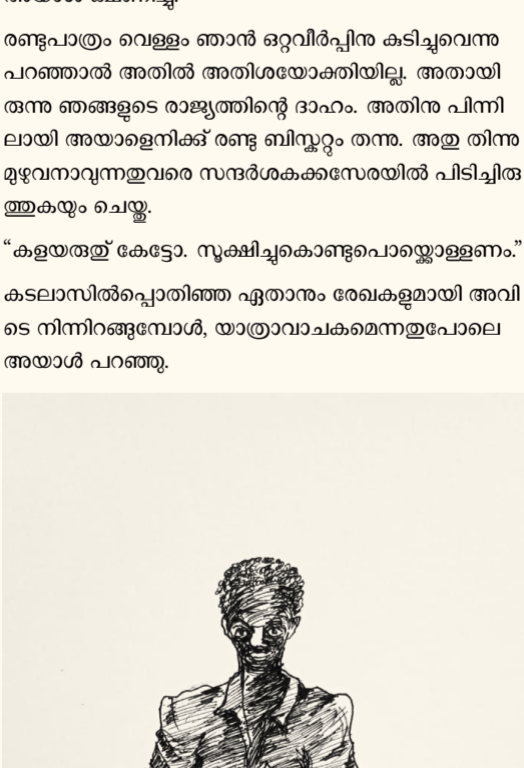 അയാൾ ക്ഷണിച്ചു.
രണ്ടുപാത്രം വെള്ളം ഞാൻ ഒറ്റവീർപ്പിനു കുടിച്ചുവെന്നു
പറഞ്ഞാൽ അതിൽ അതിശയോക്തിയില്ല. അതായി
രുന്നു ഞങ്ങളുടെ രാജ്യത്തിന്റെ ദാഹം. അതിനു പിന്നി
ലായി അയാളെനിക്കു് രണ്ടു ബിസ്ക്കറ്റും തന്നു. അതു തിന്നു
മുഴുവനാവുന്നതുവരെ സന്ദർശകക്കസേരയിൽ പിടിച്ചിരു
ത്തുകയും ചെയ്തു.
“കളയരുതു് കേട്ടോ. സൂക്ഷിച്ചുകൊണ്ടുപൊയ്ക്കൊള്ളണം.”
കടലാസിൽപ്പൊതിഞ്ഞ ഏതാനും രേഖകളുമായി അവി
ടെ നിന്നിറങ്ങുമ്പോൾ, യാത്രാവാചകമെന്നതുപോലെ
അയാൾ പറഞ്ഞു.